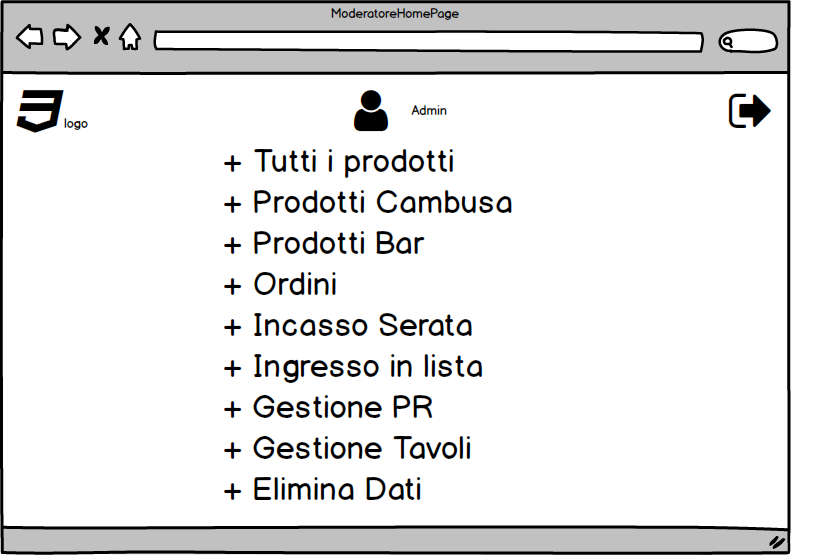 ModeratoreHomePage
logo
Admin
+ Tutti i prodotti
+ Prodotti Cambusa
+ Prodotti Bar
+ Ordini
+ Incasso Serata
+ Ingresso in lista
+ Gestione PR
+ Gestione Tavoli
+ Elimina Dati